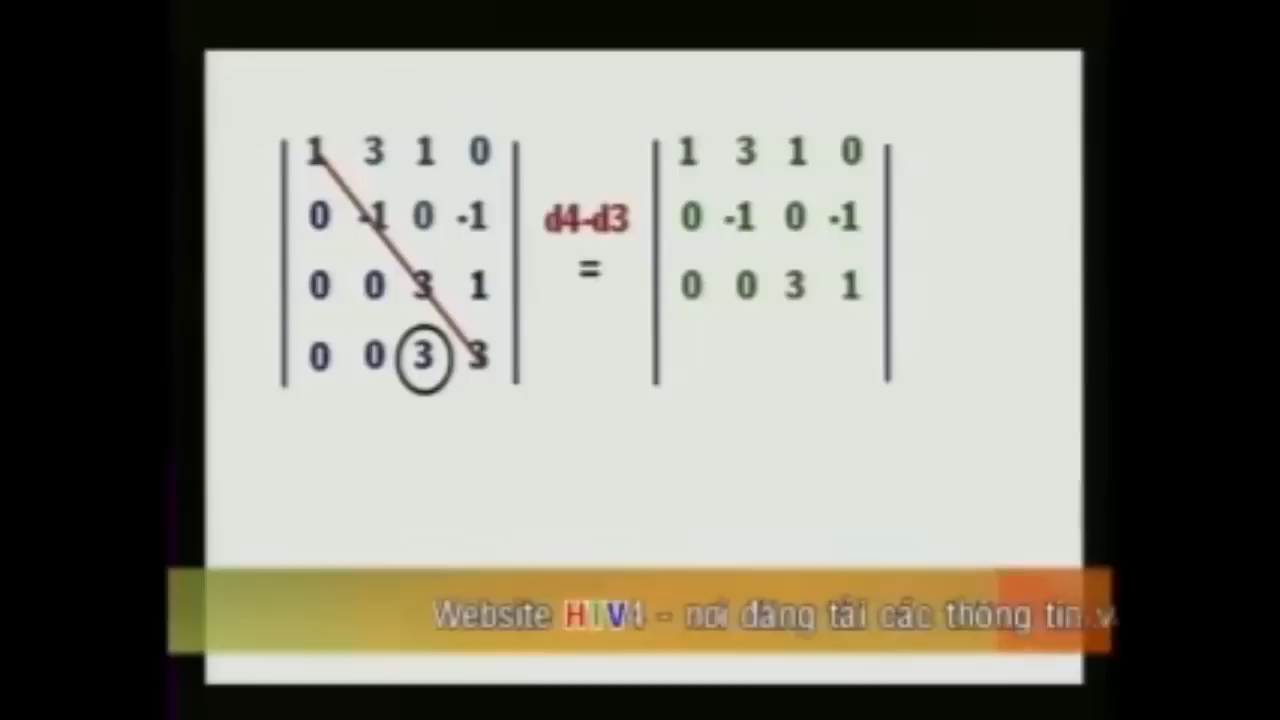 1 3 1 0
0 -1 0 -1
0 0 3 1
0 0 3 3
d4-d3
=
1 3 1 0
0 -1 0 -1
0 0 3 1
Website HTV4 - nơi đăng tải các thông tin